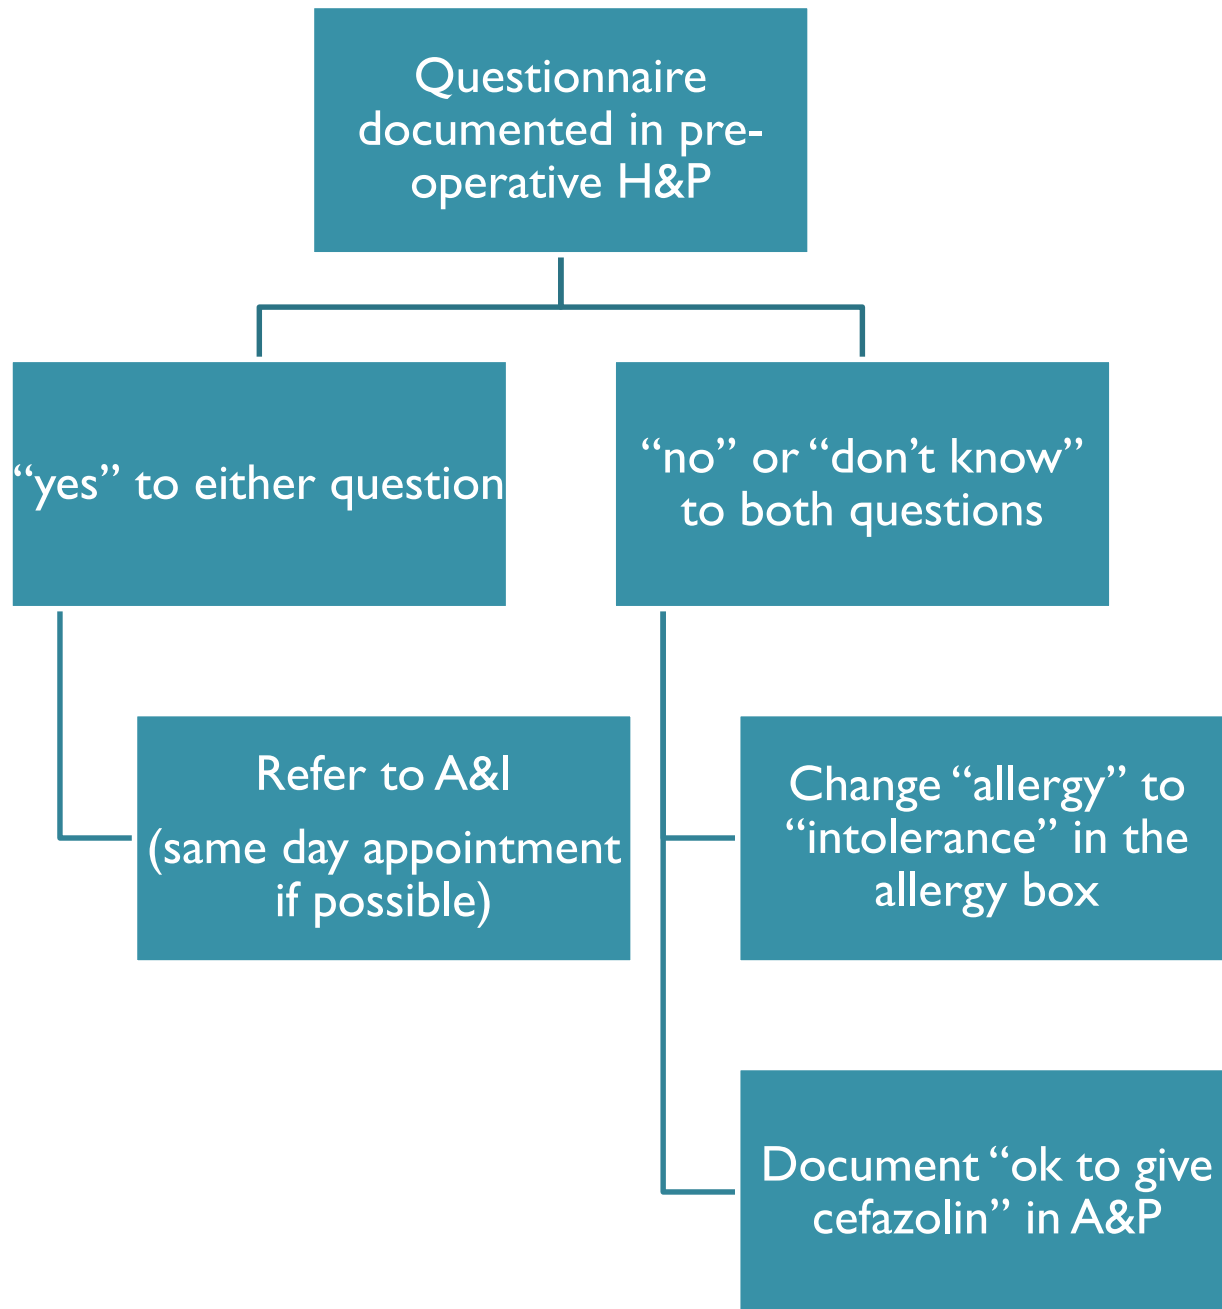 Questionnaire
documented in pre-
operative H&P
“yes” to either question
“no” or “don’t know”
to both questions
Refer to A&I
(same day appointment
if possible)
Change “allergy” to
“intolerance” in the
allergy box
Document “ok to give
cefazolin” in A&P